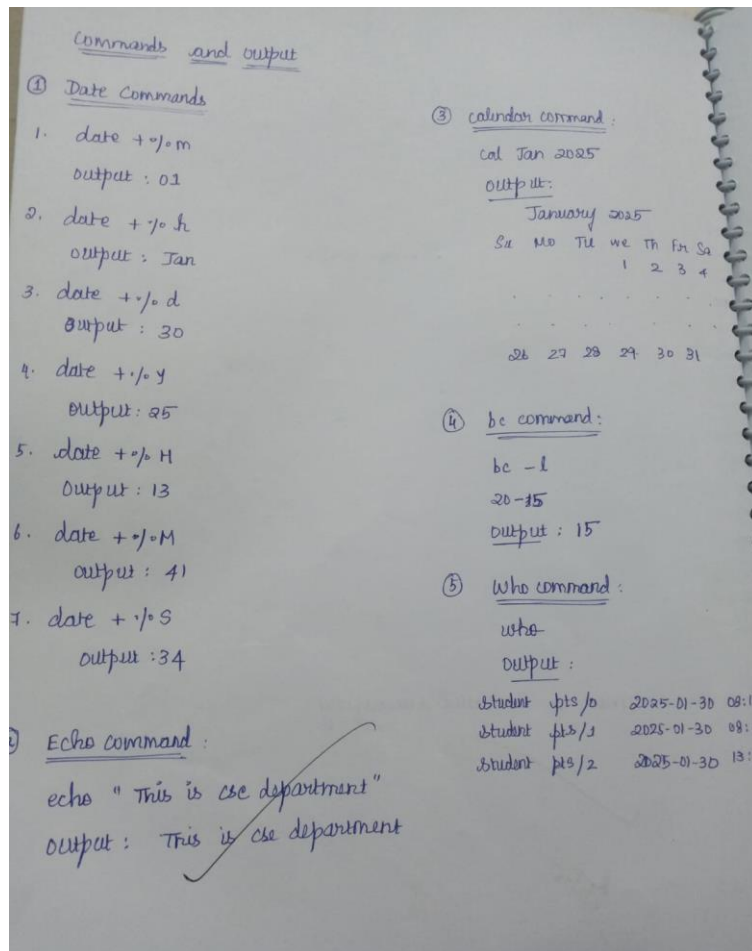 Commands and output
① Date Commands
1. date +%m
output : 01
2. date +%h
output : Jan
3. date +%d
output : 30
4. date +%y
output : 25
5. date +%H
output : 13
6. date +%M
output : 41
7. date +%S
output : 34
Echo command :
echo " This is cse department"
output : This is cse department
③ calendar command :
cal Jan 2025
output:
January 2025
Su Mo Tu we Th Fr Sa
1 2 3 4
. . . . . . .
. . . . . . .
26 27 28 29 30 31
④ bc command :
bc -l
20-15
output : 15
⑤ Who command :
who
output :
student pts/0 2025-01-30 08:1
student pts/1 2025-01-30 08:
student pts/2 2025-01-30 13: